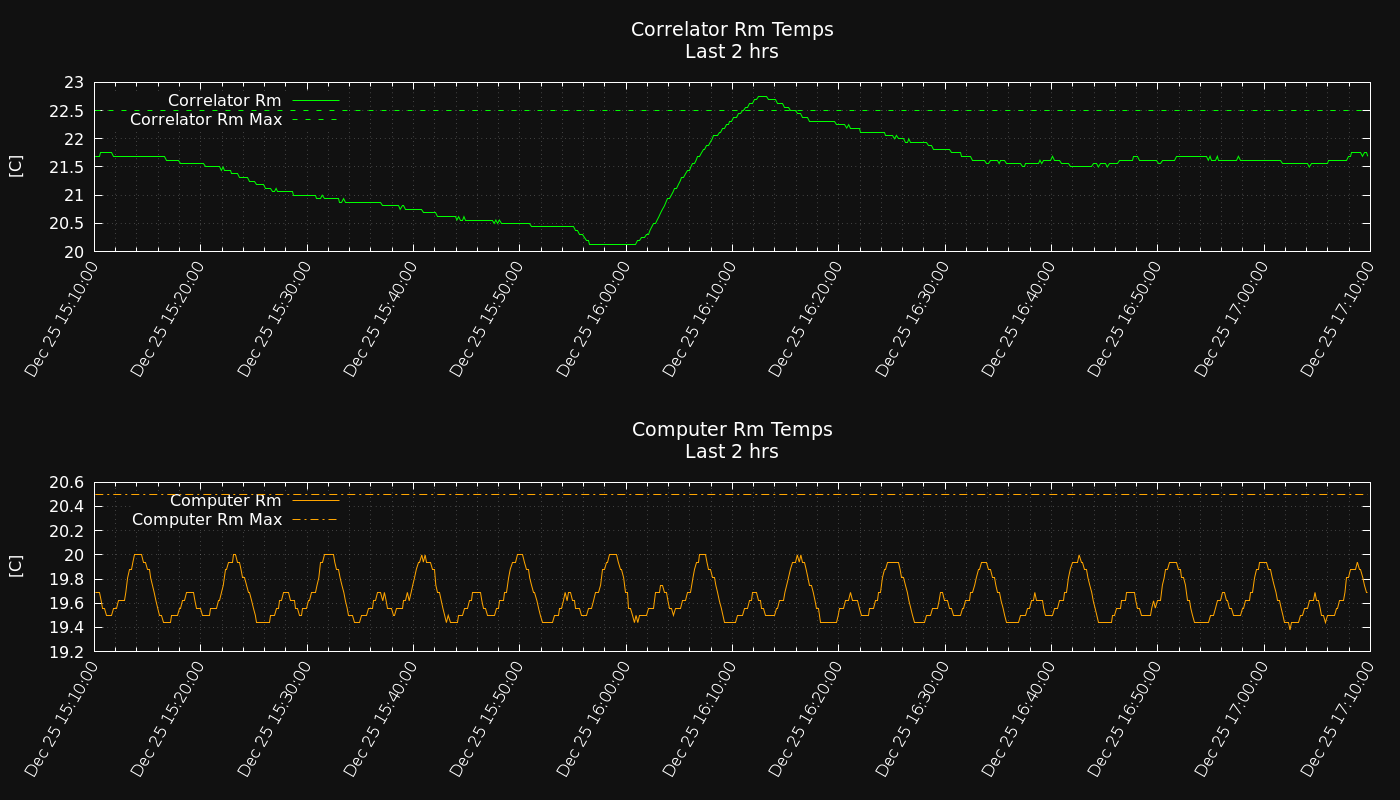 Correlator Rm Temps
Last 2 hrs
[C]
23
22.5
22
21.5
21
20.5
20
Correlator Rm
Correlator Rm Max
Dec 25 15:10:00
Dec 25 15:20:00
Dec 25 15:30:00
Dec 25 15:40:00
Dec 25 15:50:00
Dec 25 16:00:00
Dec 25 16:10:00
Dec 25 16:20:00
Dec 25 16:30:00
Dec 25 16:40:00
Dec 25 16:50:00
Dec 25 17:00:00
Dec 25 17:10:00
Computer Rm Temps
Last 2 hrs
[C]
20.6
20.4
20.2
20
19.8
19.6
19.4
19.2
Computer Rm
Computer Rm Max
Dec 25 15:10:00
Dec 25 15:20:00
Dec 25 15:30:00
Dec 25 15:40:00
Dec 25 15:50:00
Dec 25 16:00:00
Dec 25 16:10:00
Dec 25 16:20:00
Dec 25 16:30:00
Dec 25 16:40:00
Dec 25 16:50:00
Dec 25 17:00:00
Dec 25 17:10:00